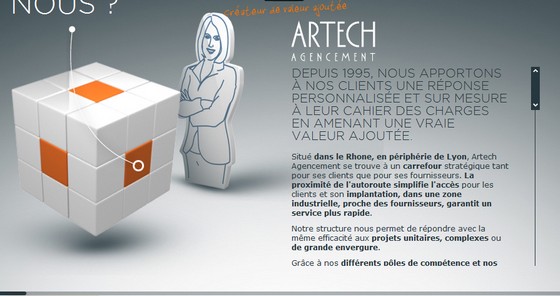 NOUS ?
Créateur de valeur ajoutée
ARTECH
AGENCEMENT
DEPUIS 1995, NOUS APPORTONS
À NOS CLIENTS UNE RÉPONSE
PERSONNALISÉE ET SUR MESURE
À LEUR CAHIER DES CHARGES
EN AMENANT UNE VRAIE
VALEUR AJOUTÉE.
Situé dans le Rhone, en périphérie de Lyon, Artech
Agencement se trouve à un carrefour stratégique tant
pour ses clients que pour ses fournisseurs. La
proximité de l'autoroute simplifie l'accès pour les
clients et son implantation, dans une zone
industrielle, proche des fournisseurs, garantit un
service plus rapide.
Notre structure nous permet de répondre avec la
même efficacité aux projets unitaires, complexes ou
de grande envergure.
Grâce à nos différents pôles de compétence et nos